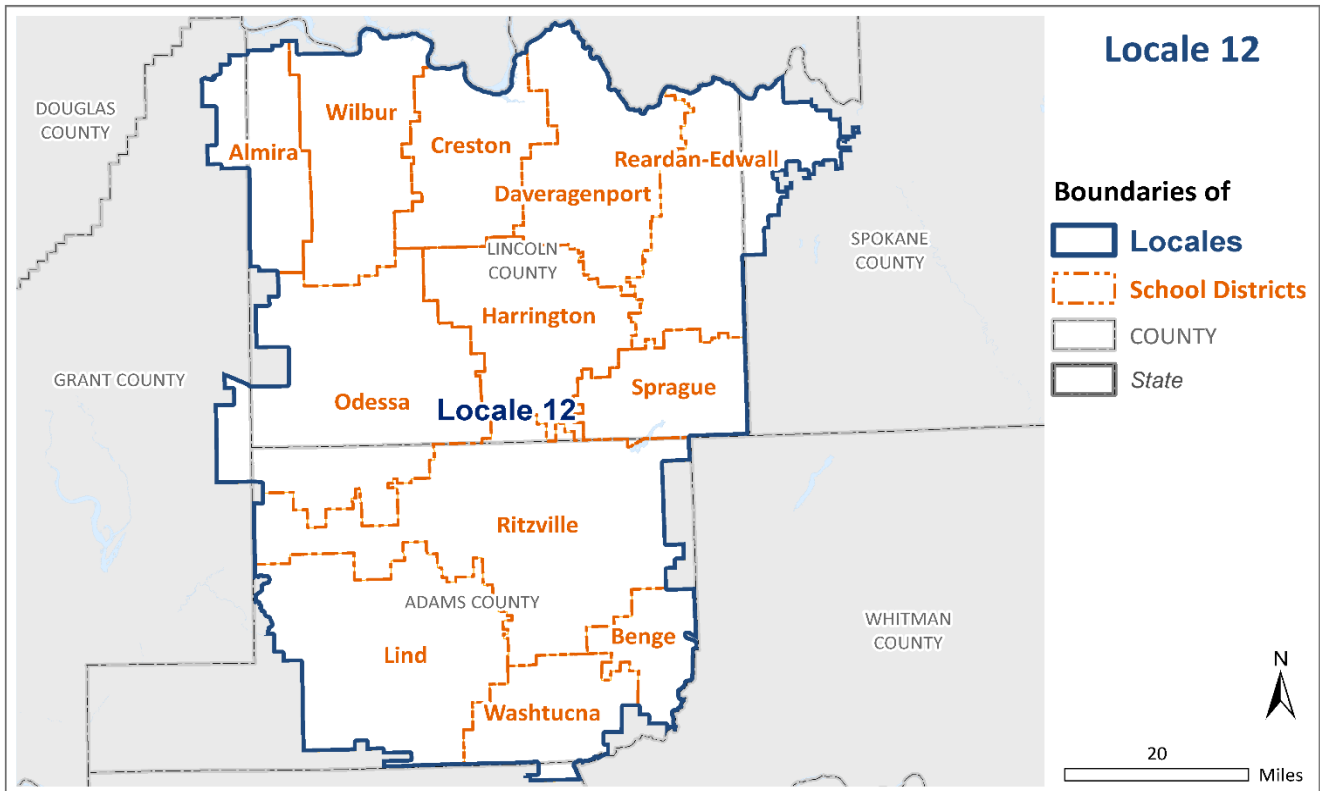 Locale 12
DOUGLAS
COUNTY
Wilbur
Almira
Creston
Reardan-Edwall
Daveragenport
LINCOLN
COUNTY
SPOKANE
COUNTY
Harrington
GRANT COUNTY
Odessa
Sprague
Locale 12
Ritzville
ADAMS COUNTY
Benge
WHITMAN
COUNTY
Lind
Washtucna
Boundaries of
Locales
School Districts
COUNTY
State
N
20
Miles